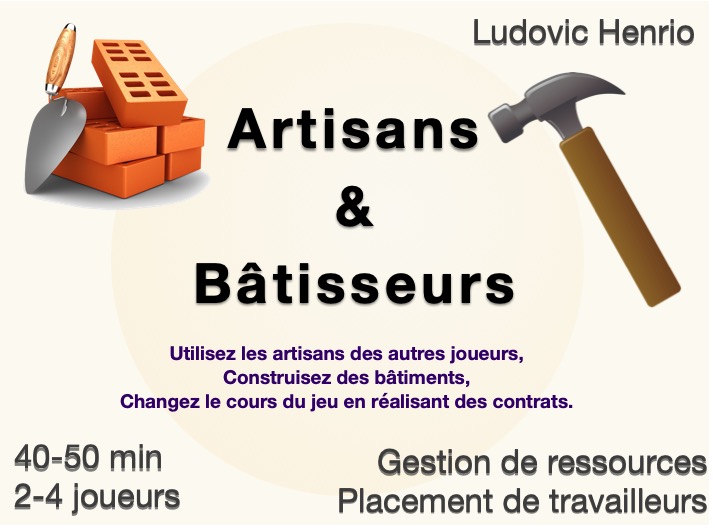 Ludovic Henrio
Artisans
&
Bâtisseurs
Utilisez les artisans des autres joueurs,
Construisez des bâtiments,
Changez le cours du jeu en réalisant des contrats.
40-50 min
2-4 joueurs
Gestion de ressources
Placement de travailleurs